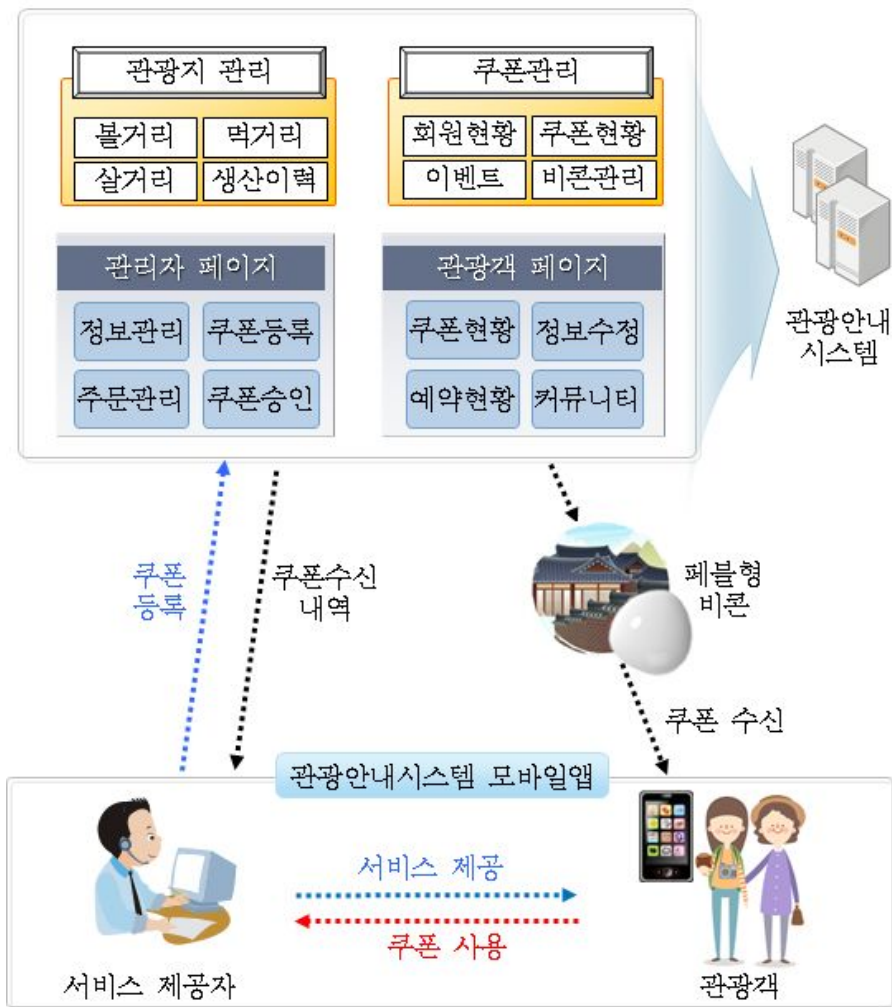 관광지 관리
쿠폰관리
볼거리
먹거리
살거리
생산이력
회원현황
쿠폰현황
이벤트
비콘관리
관리자 페이지
정보관리
쿠폰등록
주문관리
쿠폰승인
관광객 페이지
쿠폰현황
정보수정
예약현황
커뮤니티
관광안내
시스템
쿠폰
등록
쿠폰수신
내역
페블형
비콘
쿠폰 수신
관광안내시스템 모바일앱
서비스 제공
쿠폰 사용
서비스 제공자
관광객